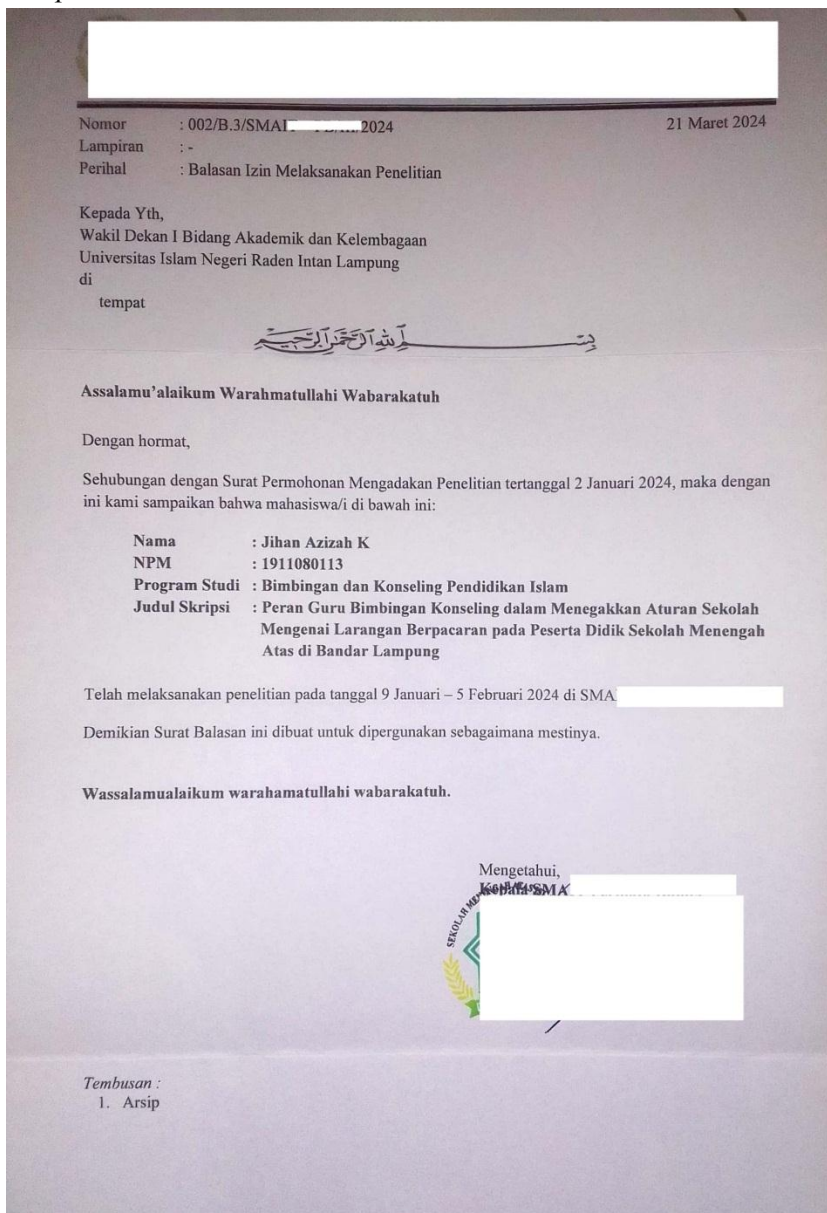 Nomor : 002/B.3/SMAI 2024 21 Maret 2024
Lampiran : -
Perihal : Balasan Izin Melaksanakan Penelitian
Kepada Yth,
Wakil Dekan I Bidang Akademik dan Kelembagaan
Universitas Islam Negeri Raden Intan Lampung
di
tempat
بِسْــــــــمِ اللهِ الرَّحْمَنِ الرَّحِيْمِ
Assalamu’alaikum Warahmatullahi Wabarakatuh
Dengan hormat,
Sehubungan dengan Surat Permohonan Mengadakan Penelitian tertanggal 2 Januari 2024, maka dengan
ini kami sampaikan bahwa mahasiswa/i di bawah ini:
Nama : Jihan Azizah K
NPM : 1911080113
Program Studi : Bimbingan dan Konseling Pendidikan Islam
Judul Skripsi : Peran Guru Bimbingan Konseling dalam Menegakkan Aturan Sekolah
Mengenai Larangan Berpacaran pada Peserta Didik Sekolah Menengah
Atas di Bandar Lampung
Telah melaksanakan penelitian pada tanggal 9 Januari – 5 Februari 2024 di SMA
Demikian Surat Balasan ini dibuat untuk dipergunakan sebagaimana mestinya.
Wassalamualaikum warahamatullahi wabarakatuh.
Mengetahui,
Kepala SMA
SEKOLAH
Tembusan :
1. Arsip